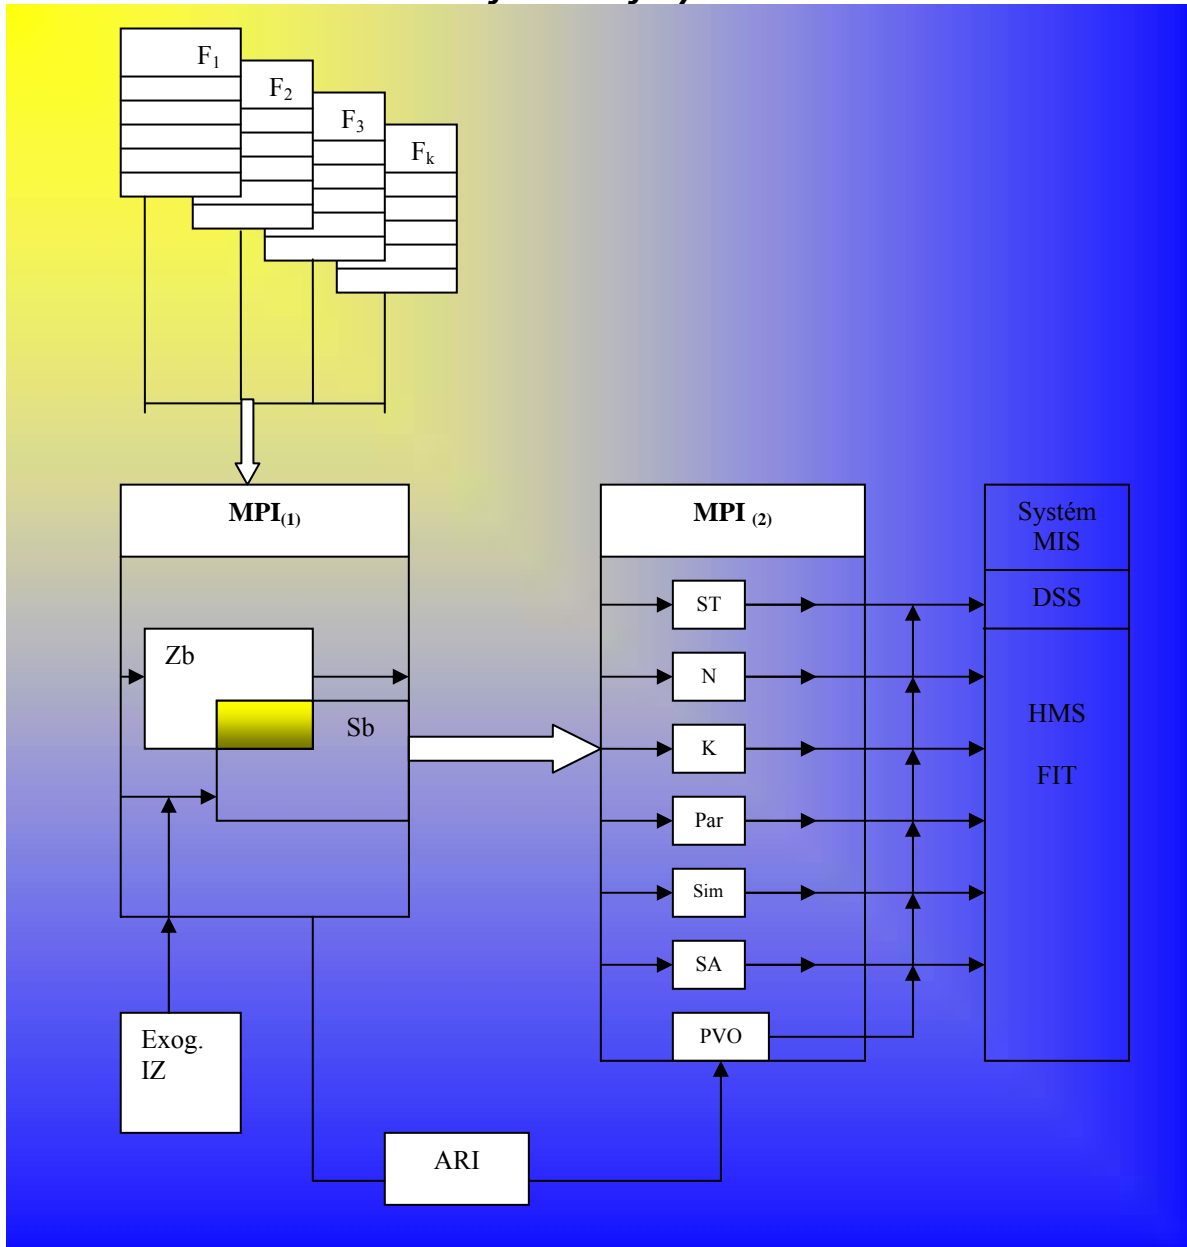 F₁
F₂
F₃
Fₖ
MPI₍₁₎
MPI ₍₂₎
Systém
MIS
DSS
HMS
FIT
Zb
Sb
ST
N
K
Par
Sim
SA
PVO
Exog.
IZ
ARI